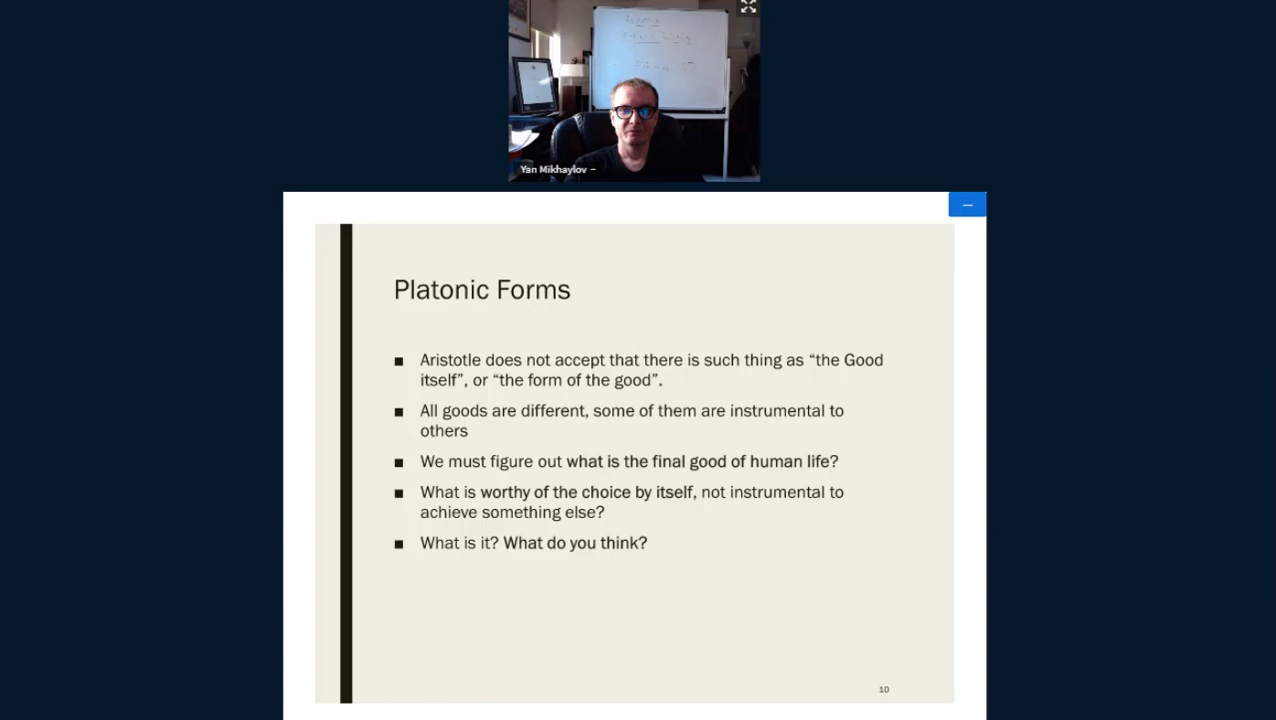 Yan Mikhaylov
Platonic Forms
■ Aristotle does not accept that there is such thing as “the Good
itself”, or “the form of the good”.
■ All goods are different, some of them are instrumental to
others
■ We must figure out what is the final good of human life?
■ What is worthy of the choice by itself, not instrumental to
achieve something else?
■ What is it? What do you think?
10